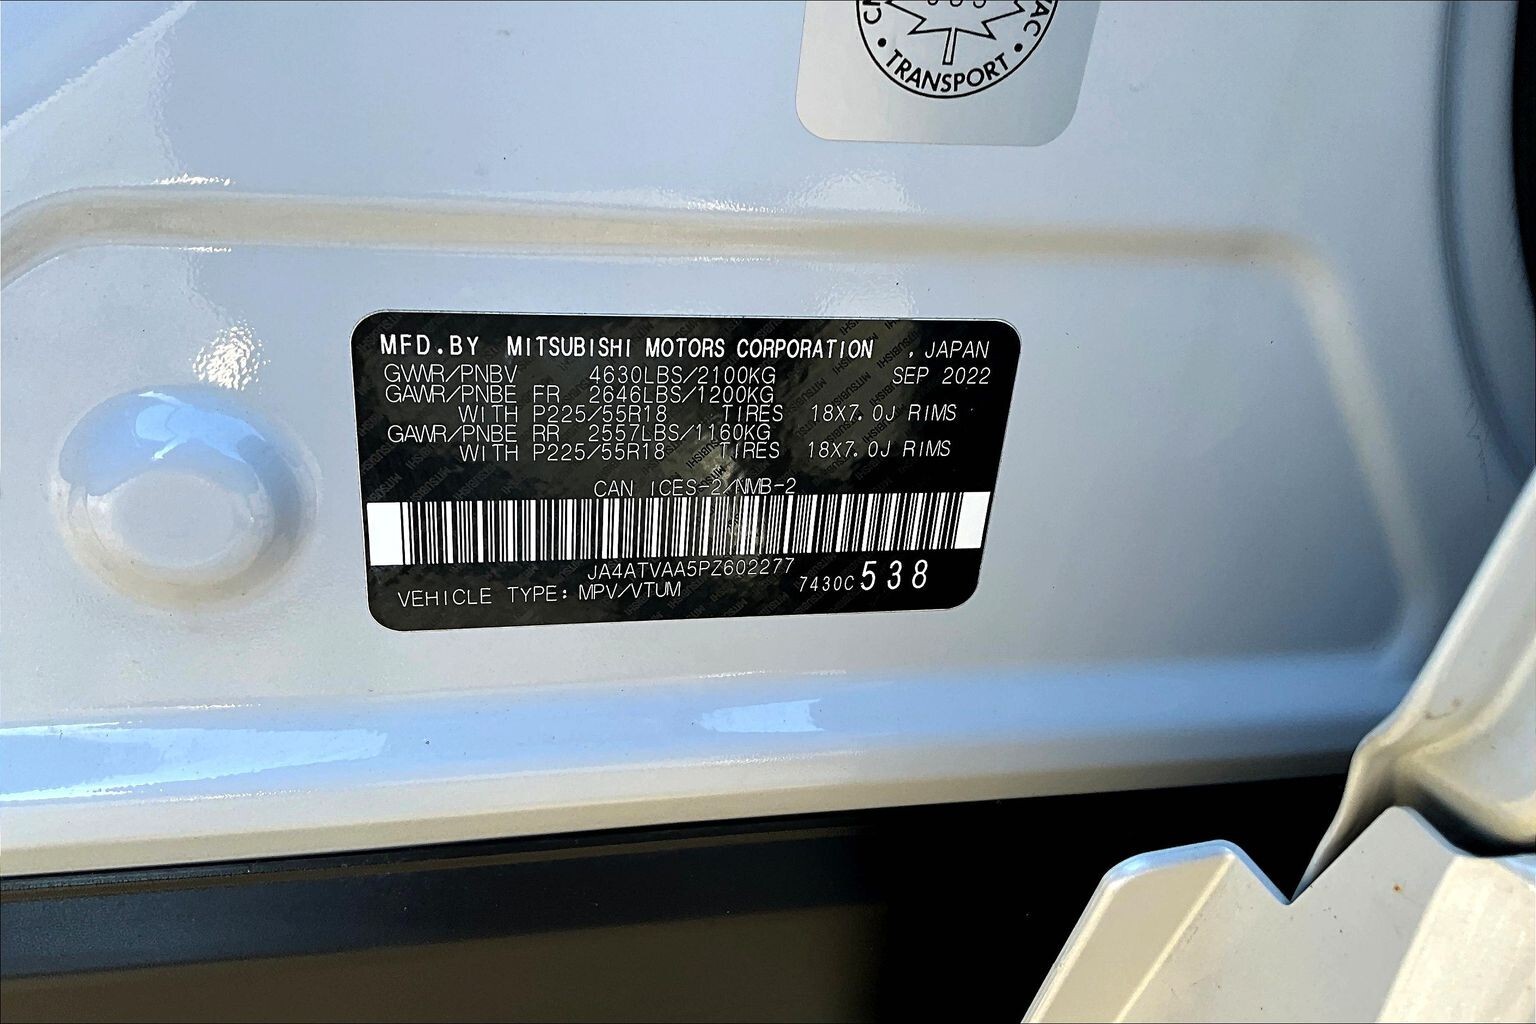 TRANSPORT
MFD.BY MITSUBISHI MOTORS CORPORATION , JAPAN
GVWR/PNBV 4630LBS/2100KG SEP 2022
GAWR/PNBE FR 2646LBS/1200KG
WITH P225/55R18 TIRES 18X7.0J RIMS
GAWR/PNBE RR 2557LBS/1160KG
WITH P225/55R18 TIRES 18X7.0J RIMS
CAN ICES-2/NMB-2
JA4ATVAA5PZ602277
VEHICLE TYPE: MPV/VTUM 7430C 538